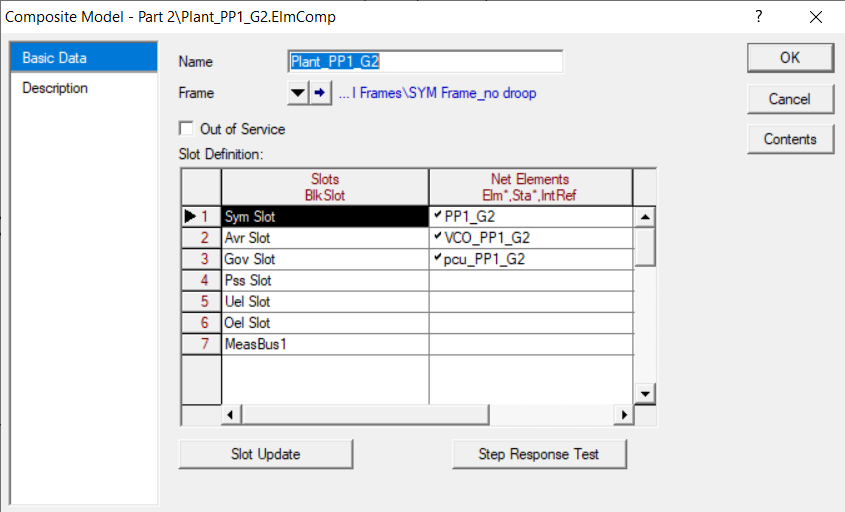 Composite Model - Part 2\Plant_PP1_G2.ElmComp
?
Basic Data
Description
Name
Plant_PP1_G2
Frame
... l Frames\SYM Frame_no droop
Out of Service
Slot Definition:
Slots
BlkSlot
Net Elements
Elm*,Sta*,IntRef
1 Sym Slot PP1_G2
2 Avr Slot VCO_PP1_G2
3 Gov Slot pcu_PP1_G2
4 Pss Slot
5 Uel Slot
6 Oel Slot
7 MeasBus1
Slot Update
Step Response Test
OK
Cancel
Contents